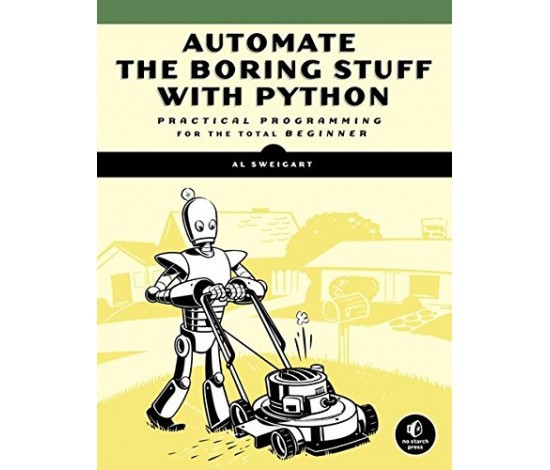 AUTOMATE
THE BORING STUFF
WITH PYTHON
PRACTICAL PROGRAMMING
FOR THE TOTAL BEGINNER
AL SWEIGART
no starch
press